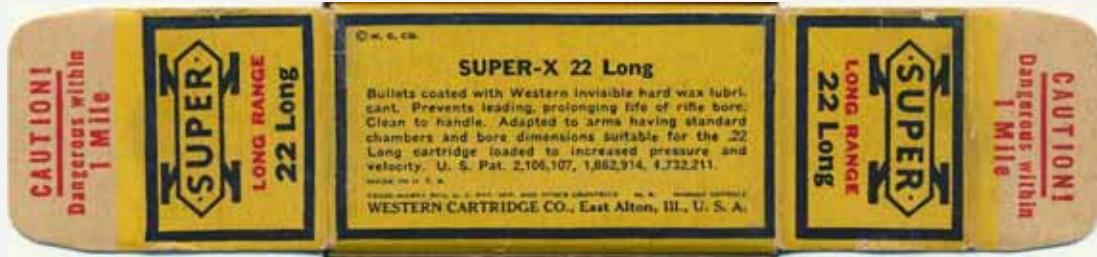 CAUTION!
Dangerous within
1 Mile
SUPER X
LONG RANGE
22 Long
© W. C. CO.
SUPER-X 22 Long
Bullets coated with Western Invisible hard wax lubri-
cant. Prevents leading, prolonging life of rifle bore.
Clean to handle. Adapted to arms having standard
chambers and bore dimensions suitable for the .22
Long cartridge loaded to increased pressure and
velocity. U. S. Pat. 2,106,107, 1,862,914, 4,732,211.
MADE IN U. S. A.
WESTERN CARTRIDGE CO., East Alton, Ill., U. S. A.
SUPER X
LONG RANGE
22 Long
CAUTION!
Dangerous within
1 Mile